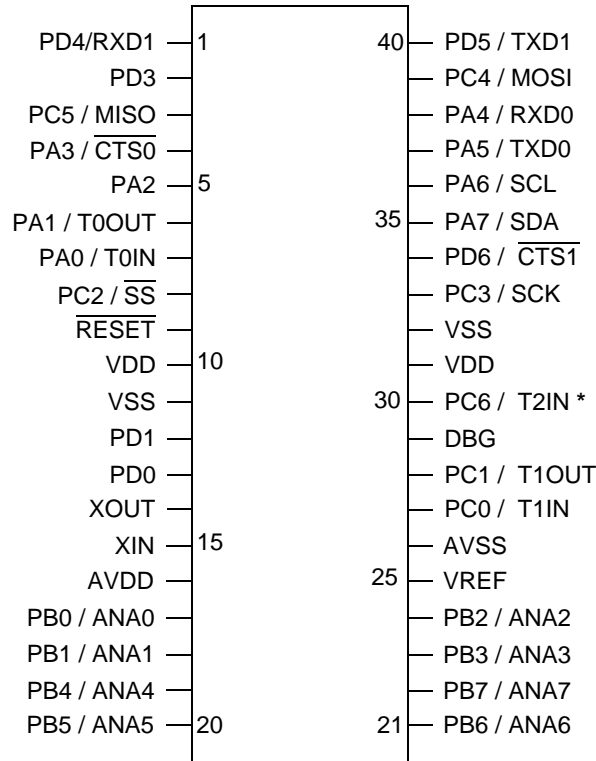 PD4/RXD1 1 40 PD5 / TXD1
PD3 PC4 / MOSI
PC5 / MISO PA4 / RXD0
PA3 / CTS0 PA5 / TXD0
PA2 5 PA6 / SCL
PA1 / T0OUT 35 PA7 / SDA
PA0 / T0IN PD6 / CTS1
PC2 / SS PC3 / SCK
RESET VSS
VDD 10 VDD
VSS 30 PC6 / T2IN *
PD1 DBG
PD0 PC1 / T1OUT
XOUT PC0 / T1IN
XIN 15 AVSS
AVDD 25 VREF
PB0 / ANA0 PB2 / ANA2
PB1 / ANA1 PB3 / ANA3
PB4 / ANA4 PB7 / ANA7
PB5 / ANA5 20 21 PB6 / ANA6